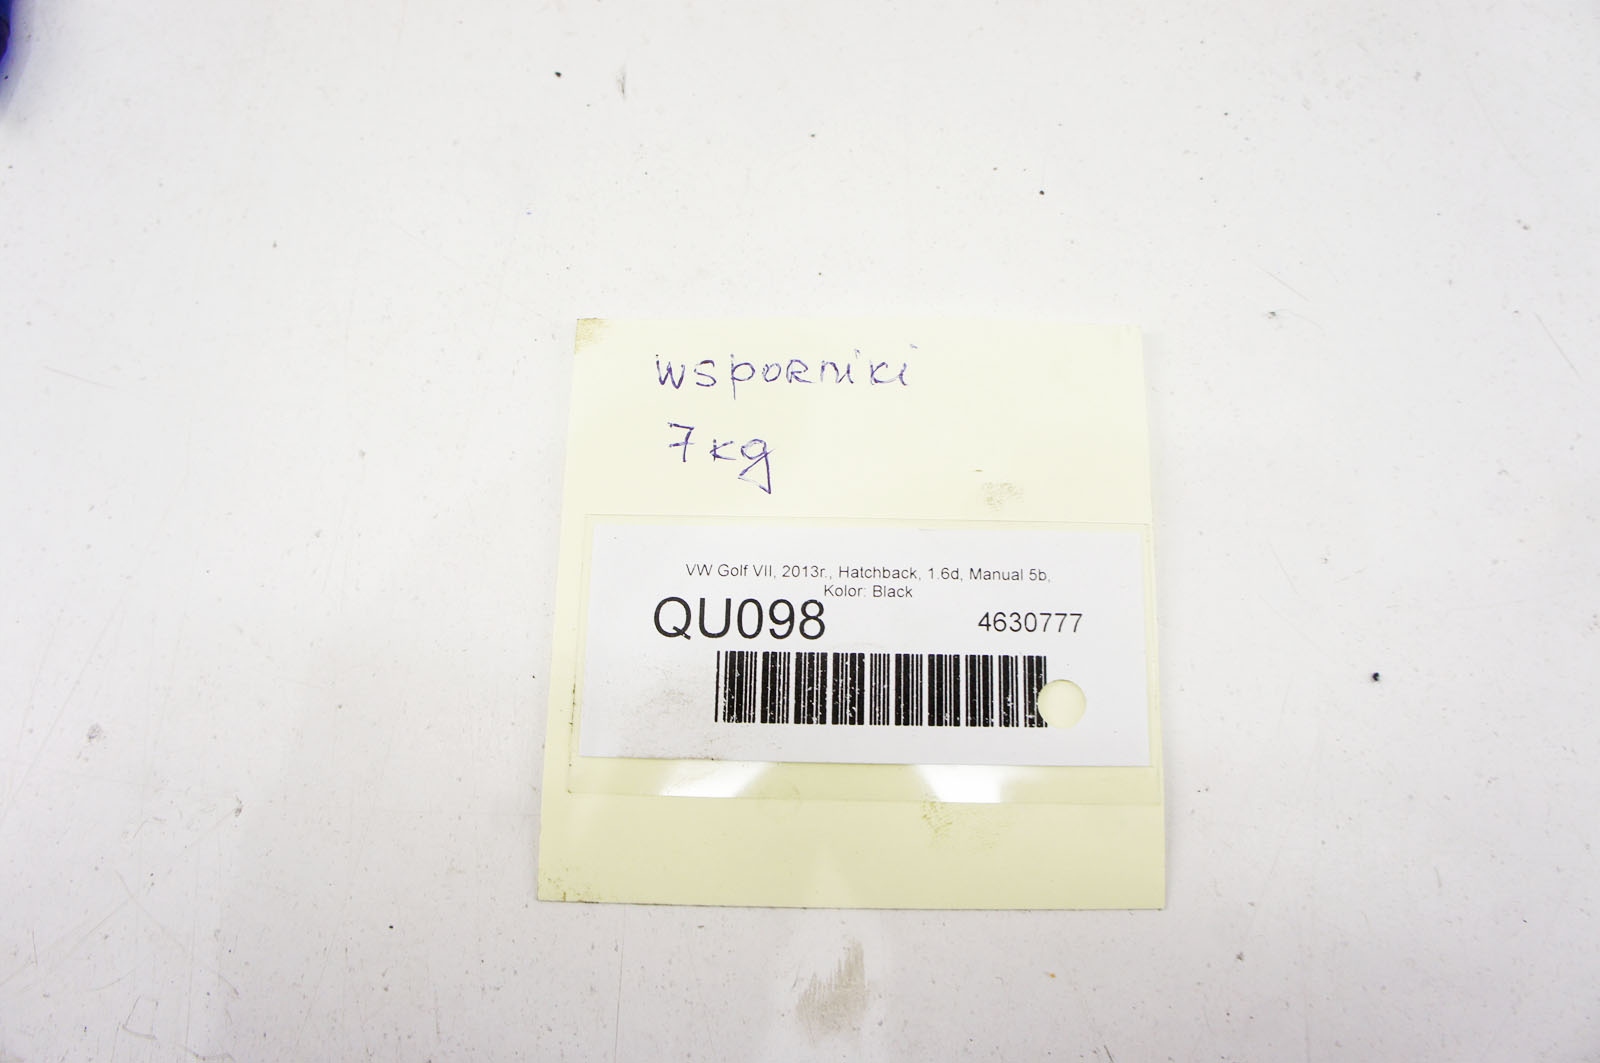 wsporniki
7kg
VW Golf VII, 2013r., Hatchback, 1.6d, Manual 5b,
Kolor: Black
QU098 4630777